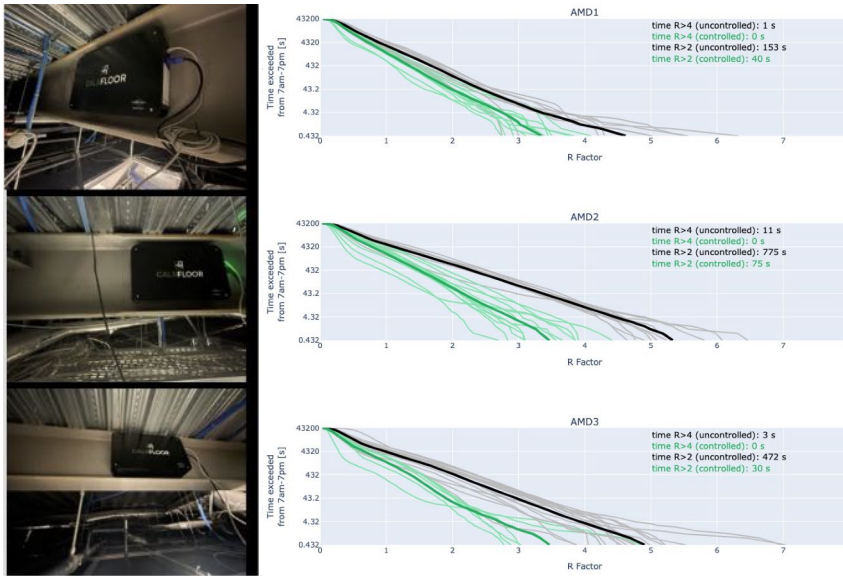 CALMFLOOR
AMD1
43200
4320
432
43.2
4.32
0.432
0
1
2
3
4
5
6
7
Time exceeded
from 7am-7pm [s]
R Factor
time R>4 (uncontrolled): 1 s
time R>4 (controlled): 0 s
time R>2 (uncontrolled): 153 s
time R>2 (controlled): 40 s
CALMFLOOR
AMD2
43200
4320
432
43.2
4.32
0.432
0
1
2
3
4
5
6
7
Time exceeded
from 7am-7pm [s]
R Factor
time R>4 (uncontrolled): 11 s
time R>4 (controlled): 0 s
time R>2 (uncontrolled): 775 s
time R>2 (controlled): 75 s
CALMFLOOR
AMD3
43200
4320
432
43.2
4.32
0.432
0
1
2
3
4
5
6
7
Time exceeded
from 7am-7pm [s]
R Factor
time R>4 (uncontrolled): 3 s
time R>4 (controlled): 0 s
time R>2 (uncontrolled): 472 s
time R>2 (controlled): 30 s